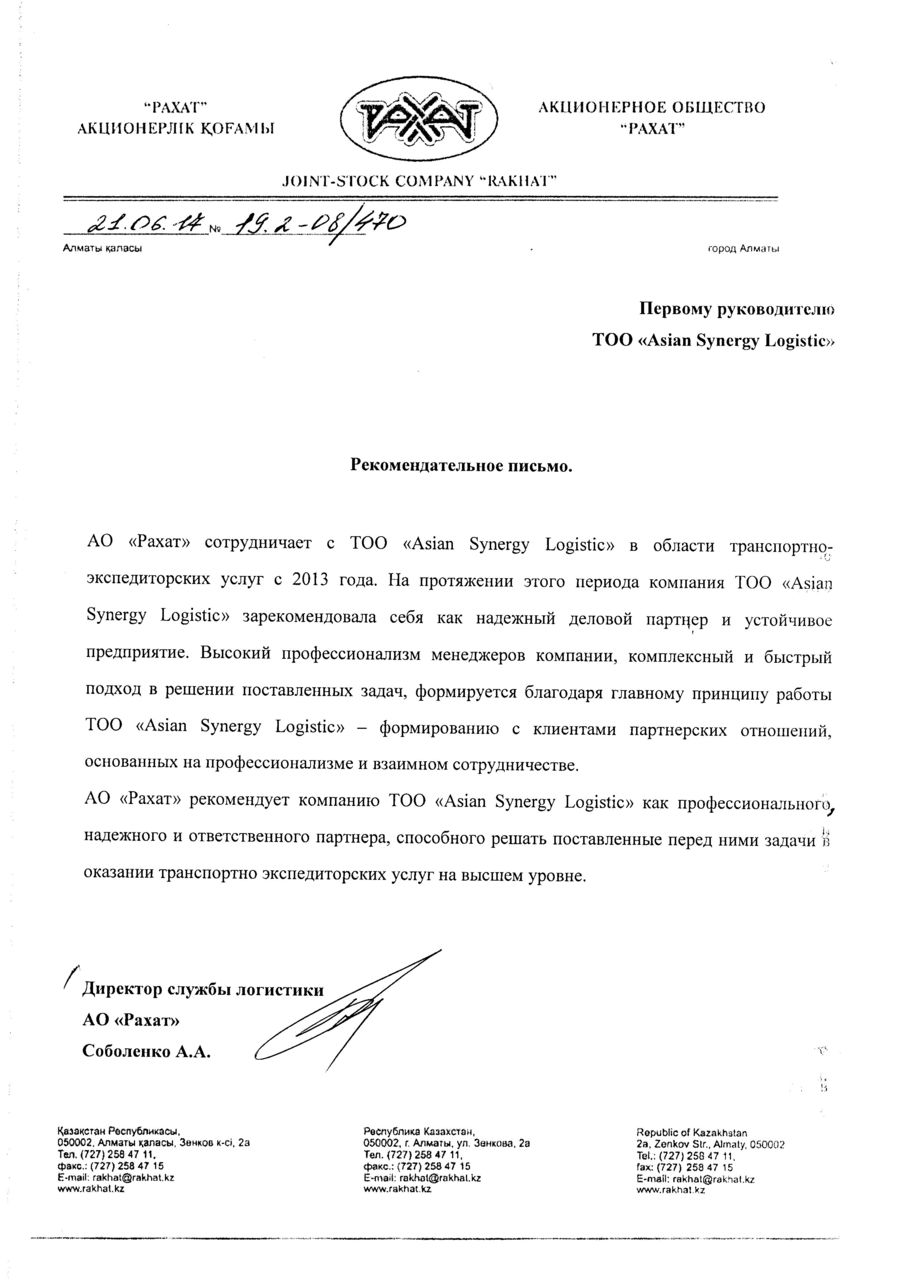 “РАХАТ”
АКЦИОНЕРЛІК ҚОҒАМЫ
РАХАТ
АКЦИОНЕРНОЕ ОБЩЕСТВО
“РАХАТ”
JOINT-STOCK COMPANY “RAKHAT”
21.06.17 № 19.2-08/470
Алматы қаласы
город Алматы
Первому руководителю
ТОО «Asian Synergy Logistic»
Рекомендательное письмо.
АО «Рахат» сотрудничает с ТОО «Asian Synergy Logistic» в области транспортно-
экспедиторских услуг с 2013 года. На протяжении этого периода компания ТОО «Asian
Synergy Logistic» зарекомендовала себя как надежный деловой партнер и устойчивое
предприятие. Высокий профессионализм менеджеров компании, комплексный и быстрый
подход в решении поставленных задач, формируется благодаря главному принципу работы
ТОО «Asian Synergy Logistic» – формированию с клиентами партнерских отношений,
основанных на профессионализме и взаимном сотрудничестве.
АО «Рахат» рекомендует компанию ТОО «Asian Synergy Logistic» как профессионального,
надежного и ответственного партнера, способного решать поставленные перед ними задачи в
оказании транспортно экспедиторских услуг на высшем уровне.
Директор службы логистики
АО «Рахат»
Соболенко А.А.
Қазақстан Республикасы,
050002, Алматы қаласы, Зенков к-сі, 2а
Тел. (727) 258 47 11,
факс.: (727) 258 47 15
E-mail: rakhat@rakhat.kz
www.rakhat.kz
Республика Казахстан,
050002, г. Алматы, ул. Зенкова, 2а
Тел. (727) 258 47 11,
факс.: (727) 258 47 15
E-mail: rakhat@rakhat.kz
www.rakhat.kz
Republic of Kazakhstan
2a, Zenkov Str., Almaty, 050002
Tel.: (727) 258 47 11,
fax: (727) 258 47 15
E-mail: rakhat@rakhat.kz
www.rakhat.kz